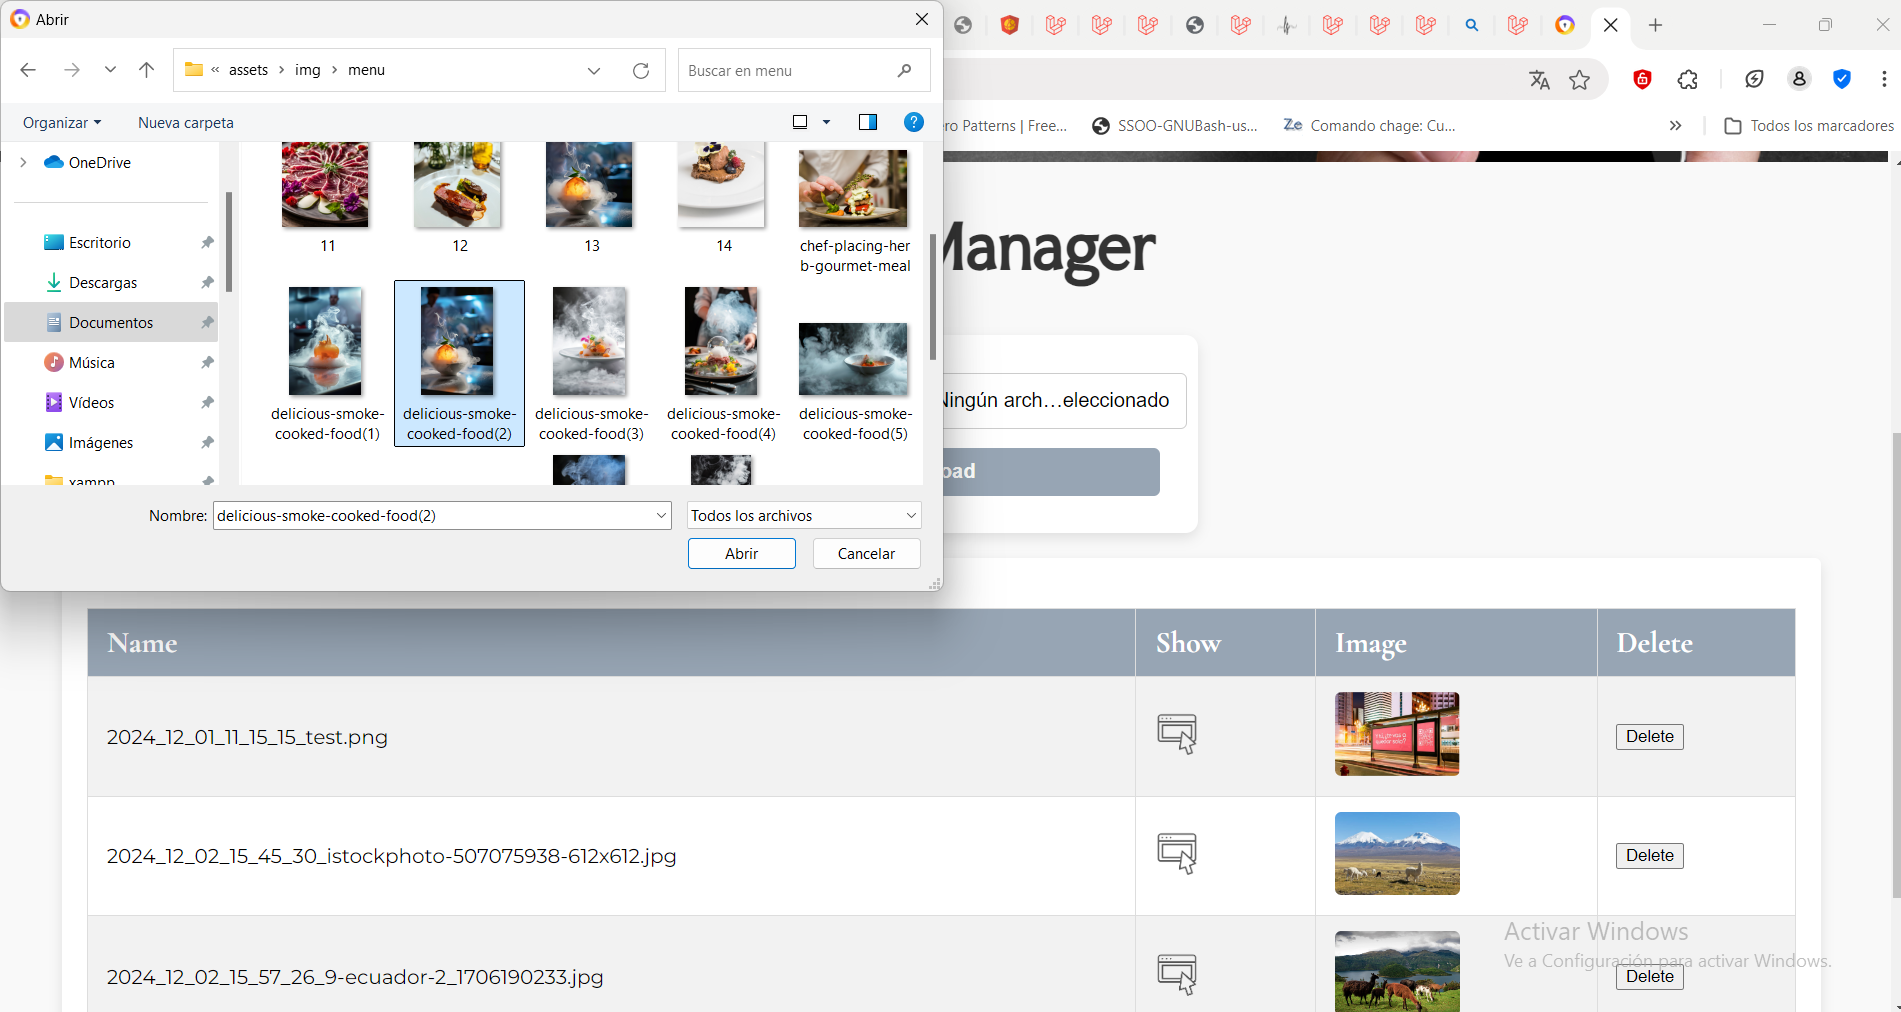 Abrir
« assets > img > menu
Buscar en menu
Organizar
Nueva carpeta
OneDrive
Escritorio
Descargas
Documentos
Música
Vídeos
Imágenes
xampp
11
12
13
14
chef-placing-her
b-gourmet-meal
delicious-smoke-
cooked-food(1)
delicious-smoke-
cooked-food(2)
delicious-smoke-
cooked-food(3)
delicious-smoke-
cooked-food(4)
delicious-smoke-
cooked-food(5)
Nombre: delicious-smoke-cooked-food(2)
Todos los archivos
Abrir
Cancelar
ro Patterns | Free...
SSOO-GNUBash-us...
Ze Comando chage: Cu...
»
Todos los marcadores
Manager
Ningún arch...eleccionado
oad
Name Show Image Delete
2024_12_01_11_15_15_test.png Delete
2024_12_02_15_45_30_istockphoto-507075938-612x612.jpg Delete
2024_12_02_15_57_26_9-ecuador-2_1706190233.jpg Delete
Activar Windows
Ve a Configuración para activar Windows.